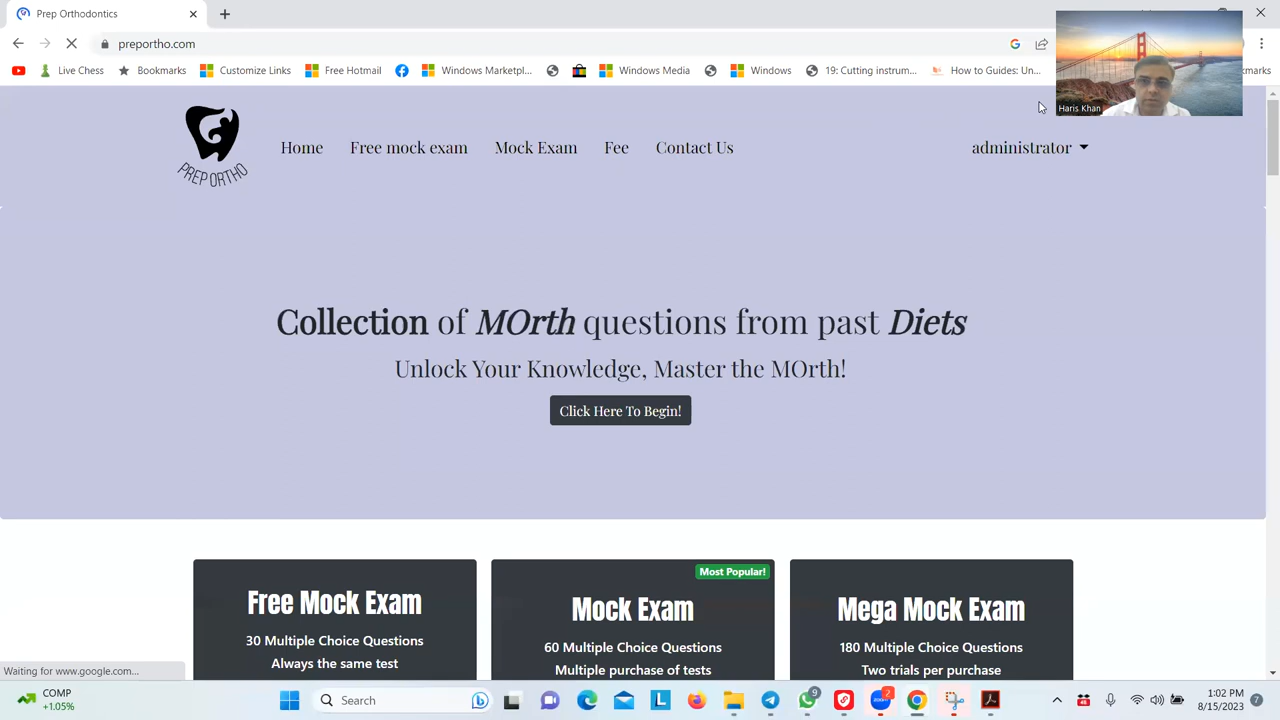 Prep Orthodontics
preportho.com
Live Chess
Bookmarks
Customize Links
Free Hotmail
Windows Marketpl...
Windows Media
Windows
19: Cutting instrum...
How to Guides: Un...
Haris Khan
PREP ORTHO
Home
Free mock exam
Mock Exam
Fee
Contact Us
administrator
Collection of MOrth questions from past Diets
Unlock Your Knowledge, Master the MOrth!
Click Here To Begin!
Free Mock Exam
30 Multiple Choice Questions
Always the same test
Most Popular!
Mock Exam
60 Multiple Choice Questions
Multiple purchase of tests
Mega Mock Exam
180 Multiple Choice Questions
Two trials per purchase
Waiting for www.google.com...
COMP
+1.05%
Search
9
2
1:02 PM
8/15/2023
7